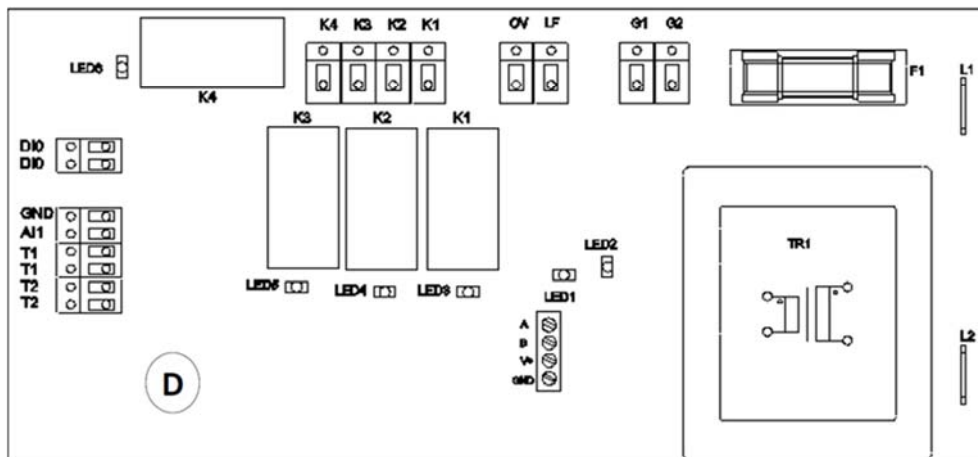 K4 K3 K2 K1 OV LF G1 G2
LED6
K4
F1
L1
K3 K2 K1
DI0
DI0
GND
AI1
T1
T1
T2
T2
LED5
LED4
LED3
LED2
LED1
TR1
A
B
V+
GND
L2
D